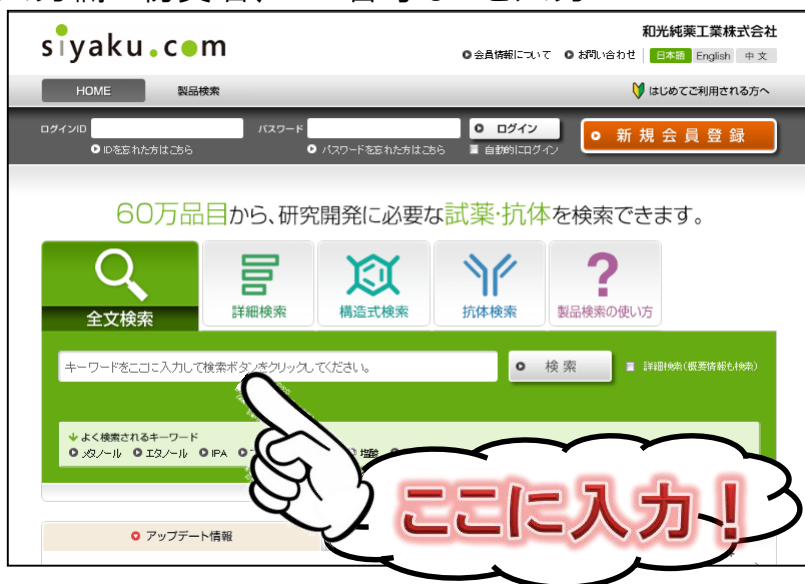 siyaku.com
和光純薬工業株式会社
会員情報について お問い合わせ 日本語 English 中文
HOME 製品検索 はじめてご利用される方へ
ログインID パスワード ログイン 新規会員登録
IDを忘れた方はこちら パスワードを忘れた方はこちら 自動的にログイン
60万品目から、研究開発に必要な試薬・抗体を検索できます。
全文検索 詳細検索 構造式検索 抗体検索 製品検索の使い方
キーワードをここに入力して検索ボタンをクリックしてください。 検索 詳細検索(概要情報も検索)
よく検索されるキーワード
メタノール エタノール IPA 塩酸
ここに入力!
アップデート情報